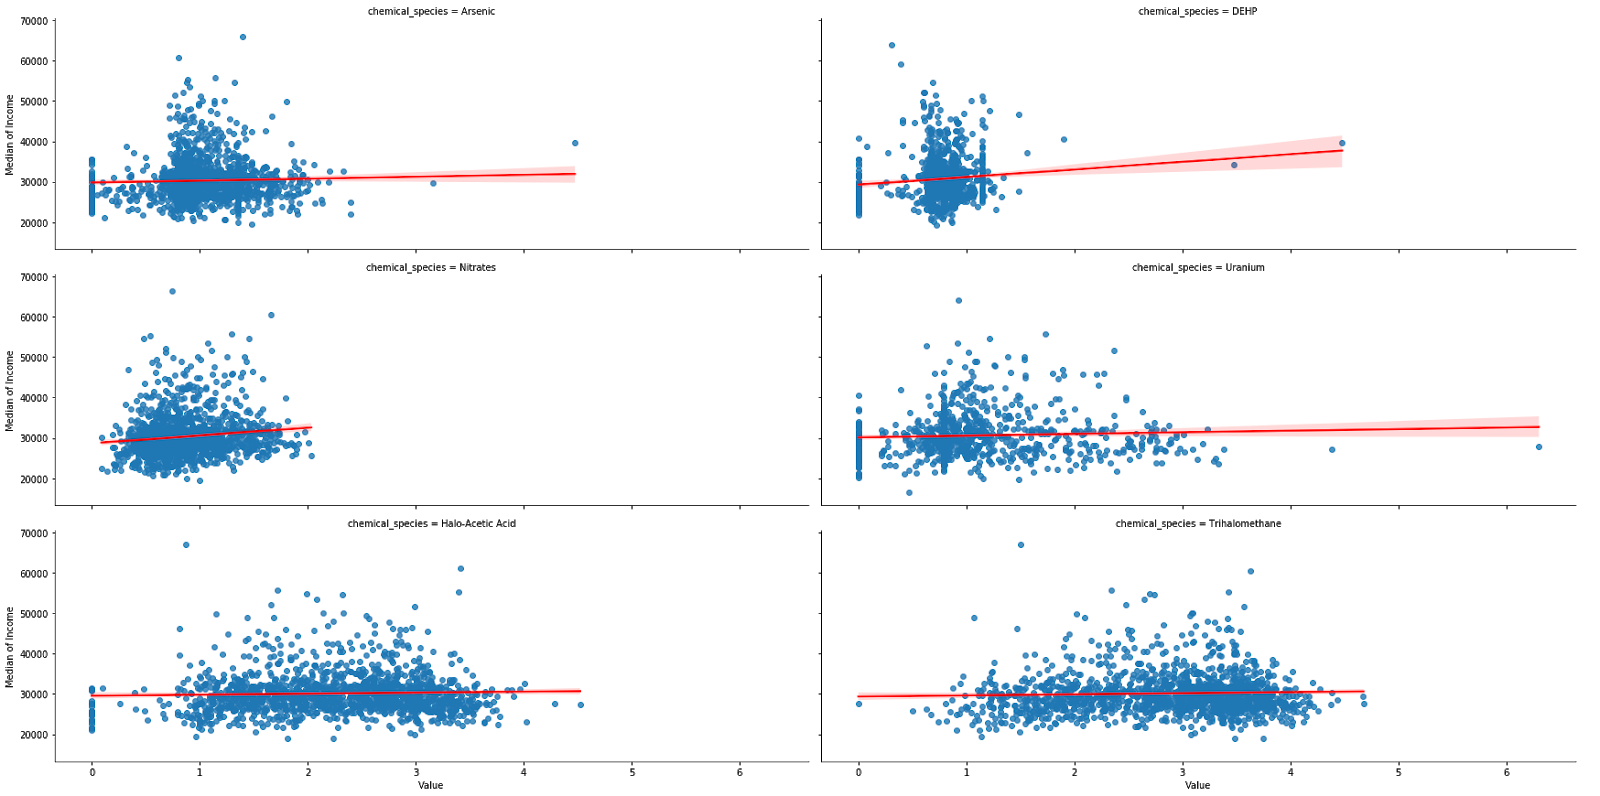 chemical_species = Arsenic
70000
60000
50000
40000
30000
20000
Median of Income
chemical_species = DEHP
chemical_species = Nitrates
70000
60000
50000
40000
30000
20000
Median of Income
chemical_species = Uranium
chemical_species = Halo-Acetic Acid
70000
60000
50000
40000
30000
20000
Median of Income
0 1 2 3 4 5 6
Value
chemical_species = Trihalomethane
0 1 2 3 4 5 6
Value